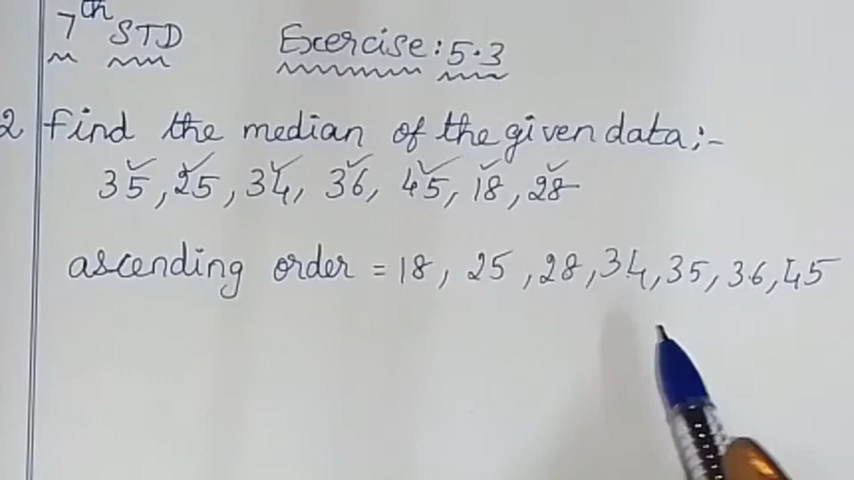 7th STD Exercise: 5.3
2 Find the median of the given data:-
35, 25, 34, 36, 45, 18, 28
ascending order = 18, 25, 28, 34, 35, 36, 45